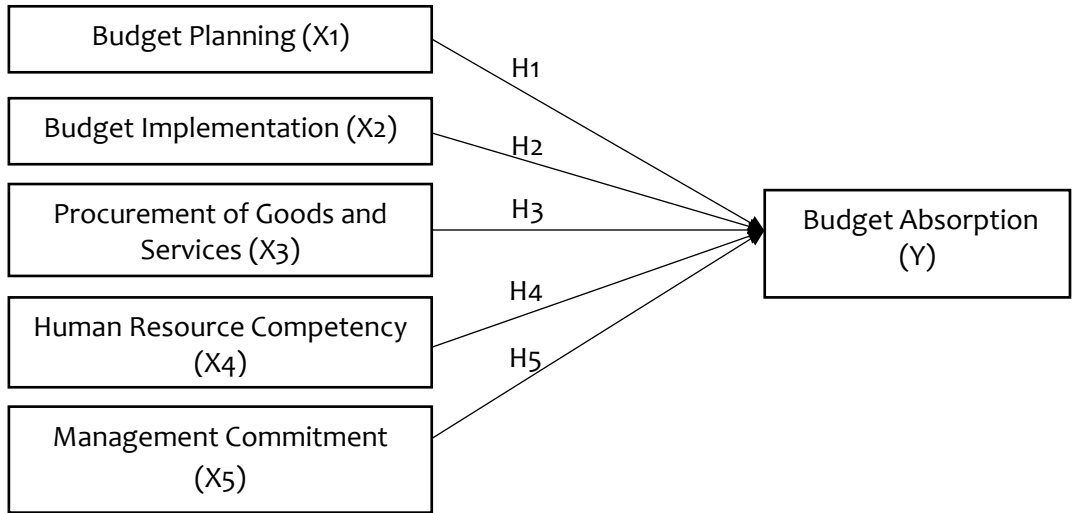 Budget Planning (X1)
H1
Budget Implementation (X2)
H2
Procurement of Goods and
Services (X3)
H3
Human Resource Competency
(X4)
H4
Management Commitment
(X5)
H5
Budget Absorption
(Y)